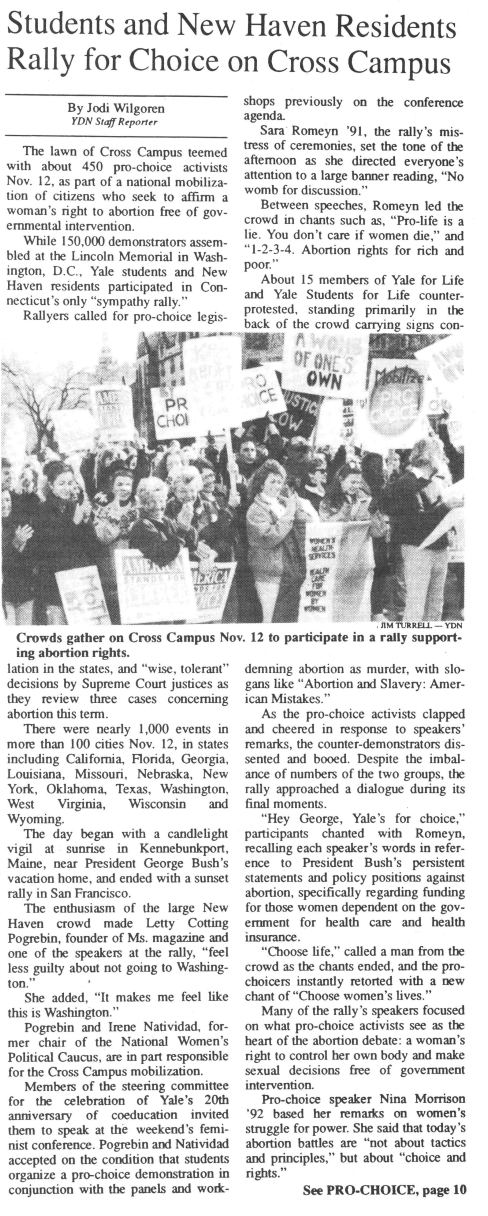 Students and New Haven Residents
Rally for Choice on Cross Campus
By Jodi Wilgoren
YDN Staff Reporter
The lawn of Cross Campus teemed
with about 450 pro-choice activists
Nov. 12, as part of a national mobiliza-
tion of citizens who seek to affirm a
woman's right to abortion free of gov-
ernmental intervention.
While 150,000 demonstrators assem-
bled at the Lincoln Memorial in Wash-
ington, D.C., Yale students and New
Haven residents participated in Con-
necticut's only “sympathy rally.”
Rallyers called for pro-choice legis-
shops previously on the conference
agenda.
Sara Romeyn '91, the rally's mis-
tress of ceremonies, set the tone of the
afternoon as she directed everyone's
attention to a large banner reading, “No
womb for discussion.”
Between speeches, Romeyn led the
crowd in chants such as, “Pro-life is a
lie. You don't care if women die,” and
“1-2-3-4. Abortion rights for rich and
poor.”
About 15 members of Yale for Life
and Yale Students for Life counter-
protested, standing primarily in the
back of the crowd carrying signs con-
A WOMB
OF ONE'S
OWN
PRO
CHOI
CE
Mobilize
PRO
CHOICE
AMERICA
STANDS FOR
WOMEN'S
HEALTH
SERVICES
HEALTH
CARE
FOR
WOMEN
BY
WOMEN
JIM TURRELL — YDN
Crowds gather on Cross Campus Nov. 12 to participate in a rally support-
ing abortion rights.
lation in the states, and “wise, tolerant”
decisions by Supreme Court justices as
they review three cases concerning
abortion this term.
There were nearly 1,000 events in
more than 100 cities Nov. 12, in states
including California, Florida, Georgia,
Louisiana, Missouri, Nebraska, New
York, Oklahoma, Texas, Washington,
West Virginia, Wisconsin and
Wyoming.
The day began with a candlelight
vigil at sunrise in Kennebunkport,
Maine, near President George Bush's
vacation home, and ended with a sunset
rally in San Francisco.
The enthusiasm of the large New
Haven crowd made Letty Cotting
Pogrebin, founder of Ms. magazine and
one of the speakers at the rally, “feel
less guilty about not going to Washing-
ton.”
She added, “It makes me feel like
this is Washington.”
Pogrebin and Irene Natividad, for-
mer chair of the National Women's
Political Caucus, are in part responsible
for the Cross Campus mobilization.
Members of the steering committee
for the celebration of Yale's 20th
anniversary of coeducation invited
them to speak at the weekend's femi-
nist conference. Pogrebin and Natividad
accepted on the condition that students
organize a pro-choice demonstration in
conjunction with the panels and work-
demning abortion as murder, with slo-
gans like “Abortion and Slavery: Amer-
ican Mistakes.”
As the pro-choice activists clapped
and cheered in response to speakers'
remarks, the counter-demonstrators dis-
sented and booed. Despite the imbal-
ance of numbers of the two groups, the
rally approached a dialogue during its
final moments.
“Hey George, Yale's for choice,”
participants chanted with Romeyn,
recalling each speaker's words in refer-
ence to President Bush's persistent
statements and policy positions against
abortion, specifically regarding funding
for those women dependent on the gov-
ernment for health care and health
insurance.
“Choose life,” called a man from the
crowd as the chants ended, and the pro-
choicers instantly retorted with a new
chant of “Choose women's lives.”
Many of the rally's speakers focused
on what pro-choice activists see as the
heart of the abortion debate: a woman's
right to control her own body and make
sexual decisions free of government
intervention.
Pro-choice speaker Nina Morrison
'92 based her remarks on women's
struggle for power. She said that today's
abortion battles are “not about tactics
and principles,” but about “choice and
rights.”
See PRO-CHOICE, page 10